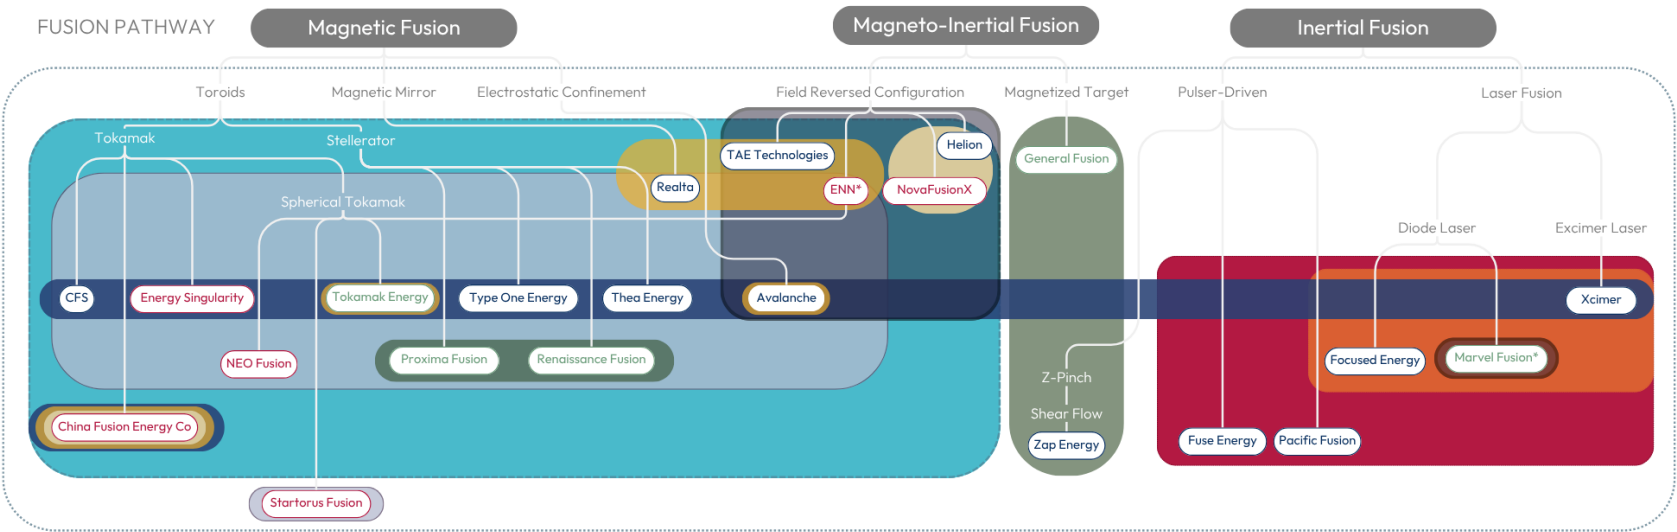 FUSION PATHWAY
Magnetic Fusion
Magneto-Inertial Fusion
Inertial Fusion
Toroids
Magnetic Mirror
Electrostatic Confinement
Field Reversed Configuration
Magnetized Target
Pulser-Driven
Laser Fusion
Tokamak
Stellerator
TAE Technologies
Helion
General Fusion
Realta
ENN*
NovaFusionX
Spherical Tokamak
Diode Laser
Excimer Laser
CFS
Energy Singularity
Tokamak Energy
Type One Energy
Thea Energy
Avalanche
Xcimer
NEO Fusion
Proxima Fusion
Renaissance Fusion
Focused Energy
Marvel Fusion*
Z-Pinch
Shear Flow
China Fusion Energy Co
Zap Energy
Fuse Energy
Pacific Fusion
Startorus Fusion